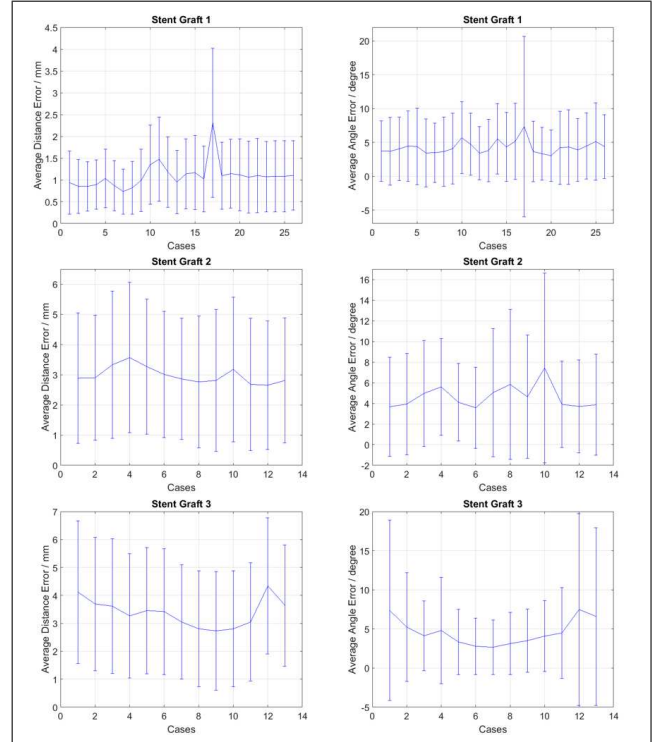 Stent Graft 1
Average Distance Error / mm
4.5
4
3.5
3
2.5
2
1.5
1
0.5
0
0 5 10 15 20 25
Cases
Stent Graft 1
Average Angle Error / degree
20
15
10
5
0
-5
0 5 10 15 20 25
Cases
Stent Graft 2
Average Distance Error / mm
6
5
4
3
2
1
0
0 2 4 6 8 10 12 14
Cases
Stent Graft 2
Average Angle Error / degree
16
14
12
10
8
6
4
2
0
-2
0 2 4 6 8 10 12 14
Cases
Stent Graft 3
Average Distance Error / mm
7
6
5
4
3
2
1
0
0 2 4 6 8 10 12 14
Cases
Stent Graft 3
Average Angle Error / degree
20
15
10
5
0
-5
0 2 4 6 8 10 12 14
Cases